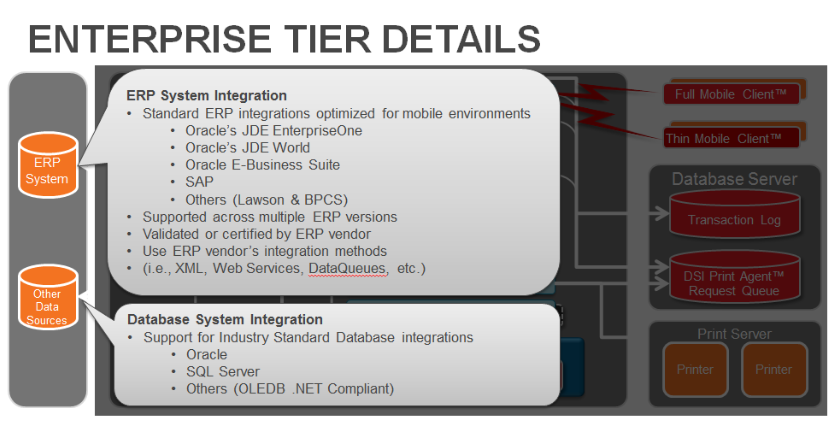 ENTERPRISE TIER DETAILS
ERP System Integration
• Standard ERP integrations optimized for mobile environments
• Oracle's JDE EnterpriseOne
• Oracle's JDE World
• Oracle E-Business Suite
• SAP
• Others (Lawson & BPCS)
• Supported across multiple ERP versions
• Validated or certified by ERP vendor
• Use ERP vendor's integration methods
• (i.e., XML, Web Services, DataQueues, etc.)
ERP
System
Other
Data
Sources
Database System Integration
• Support for Industry Standard Database integrations
• Oracle
• SQL Server
• Others (OLEDB .NET Compliant)
Full Mobile Client™
Thin Mobile Client™
Database Server
Transaction Log
DSI Print Agent™
Request Queue
Print Server
Printer
Printer